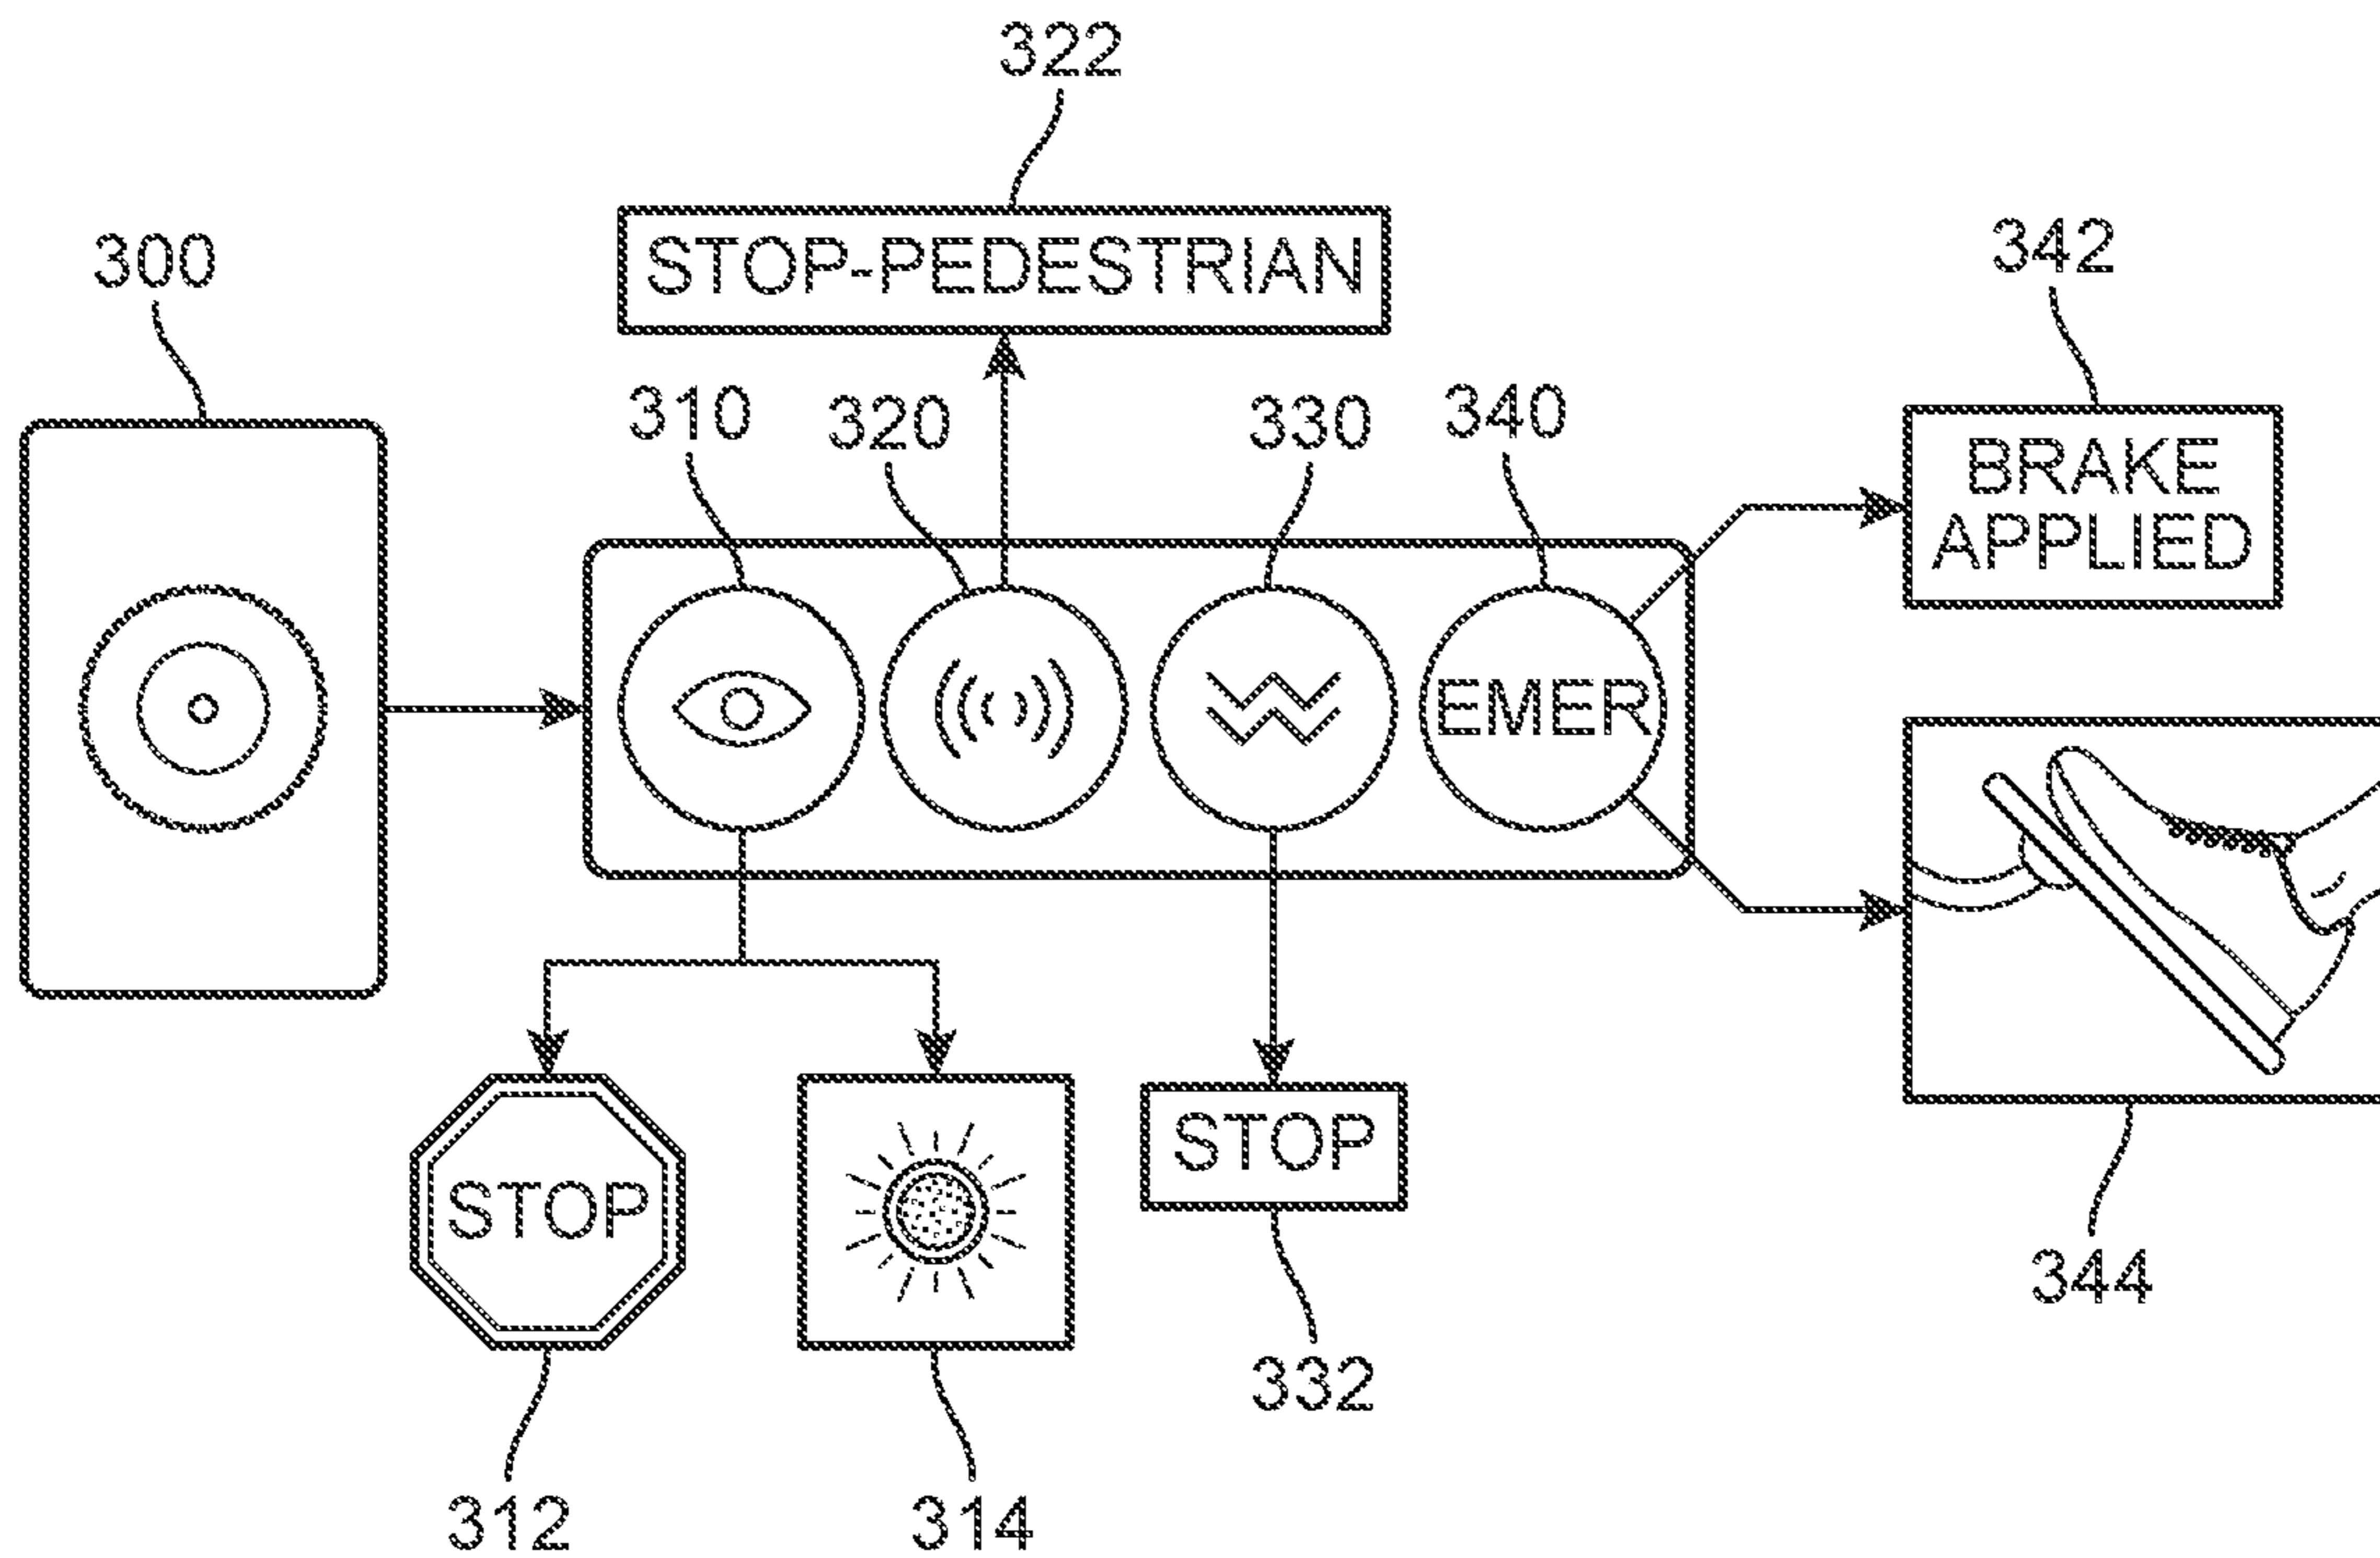 322
STOP-PEDESTRIAN
300
342
310
320
330
340
BRAKE
APPLIED
EMER
STOP
STOP
344
332
312
314